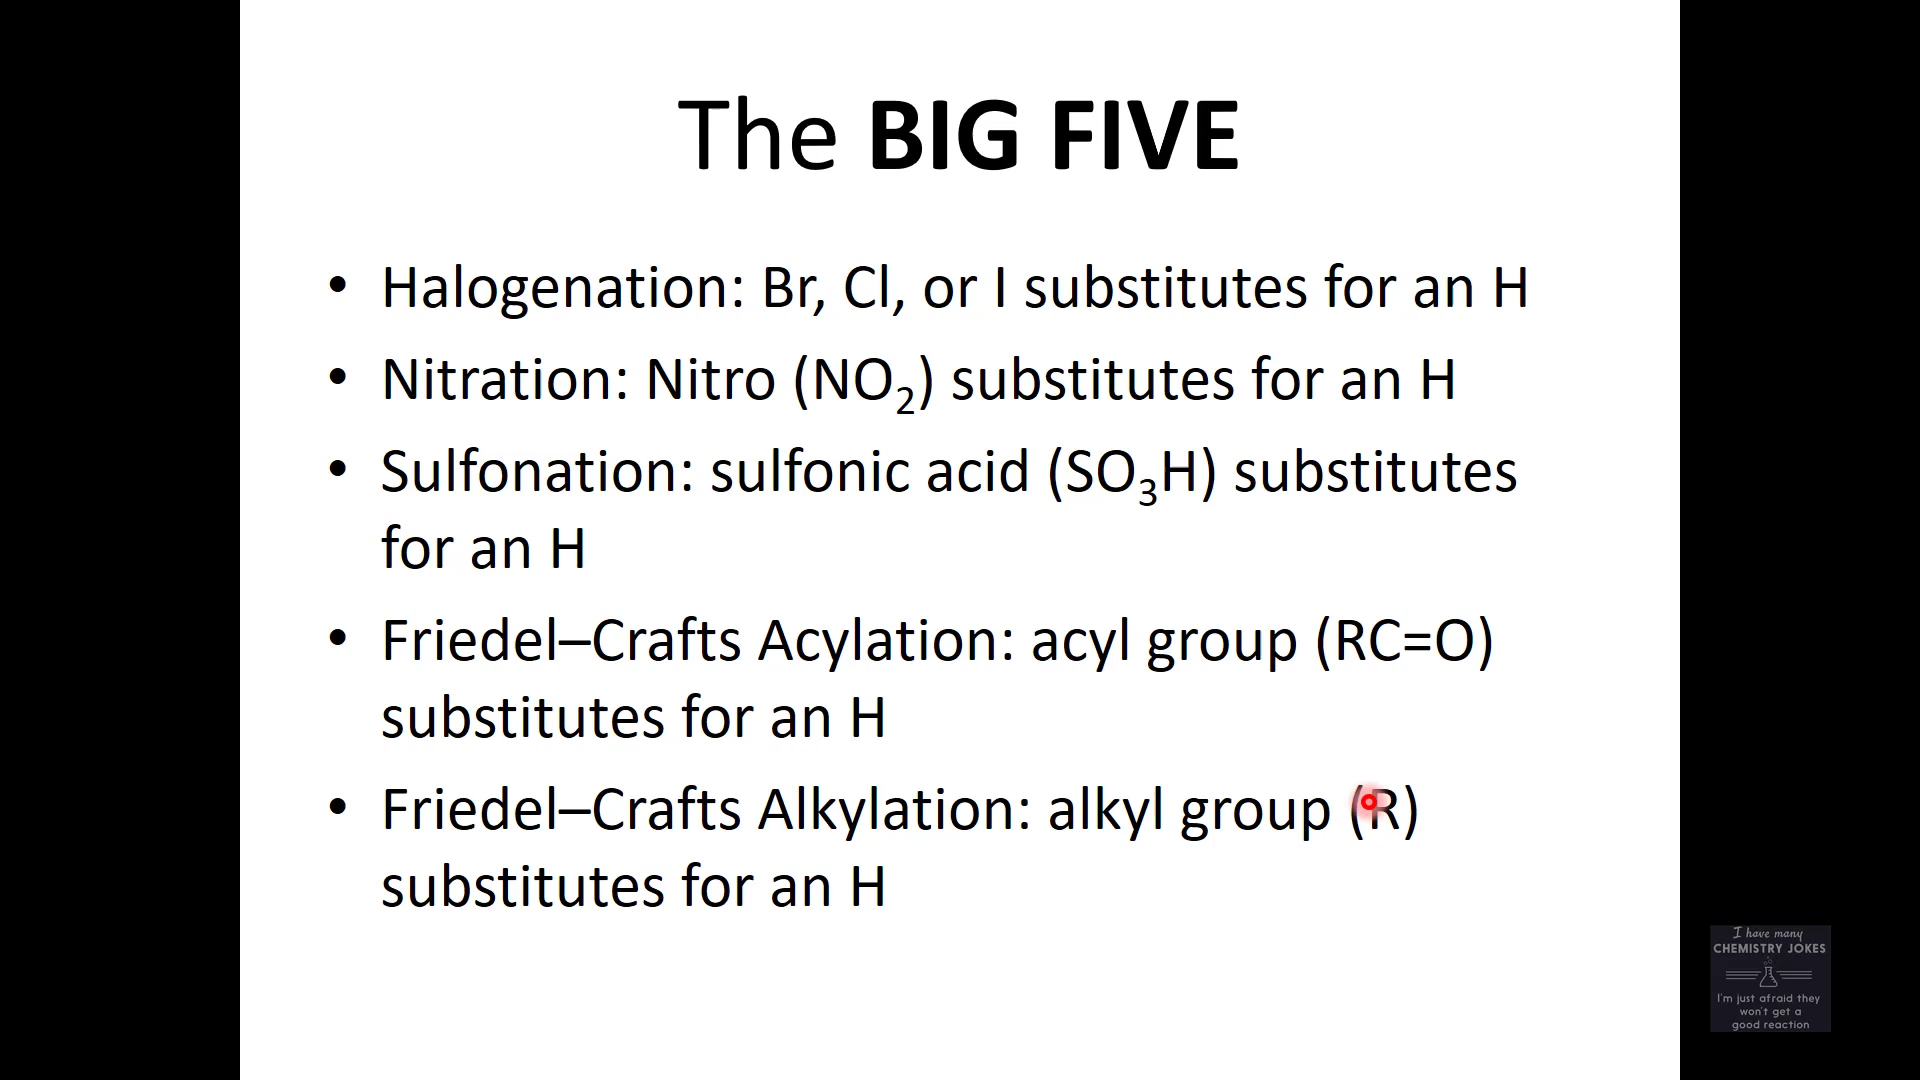 The BIG FIVE
• Halogenation: Br, Cl, or I substitutes for an H
• Nitration: Nitro (NO₂) substitutes for an H
• Sulfonation: sulfonic acid (SO₃H) substitutes
for an H
• Friedel–Crafts Acylation: acyl group (RC=O)
substitutes for an H
• Friedel–Crafts Alkylation: alkyl group (R)
substitutes for an H
I have many
CHEMISTRY JOKES
I'm just afraid they
won't get a
good reaction